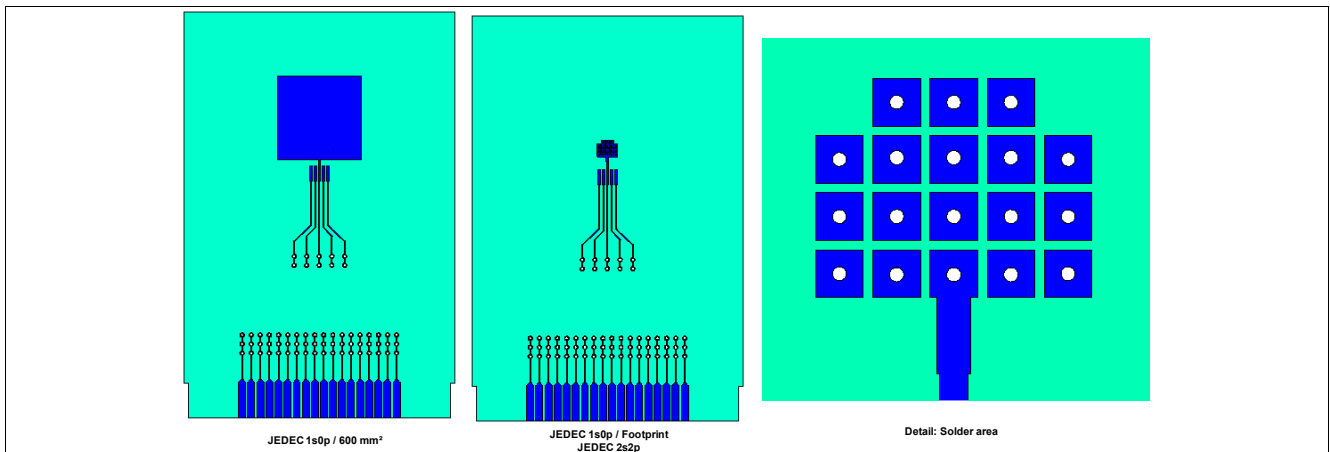 JEDEC 1s0p / 600 mm²
JEDEC 1s0p / Footprint
JEDEC 2s2p
Detail: Solder area